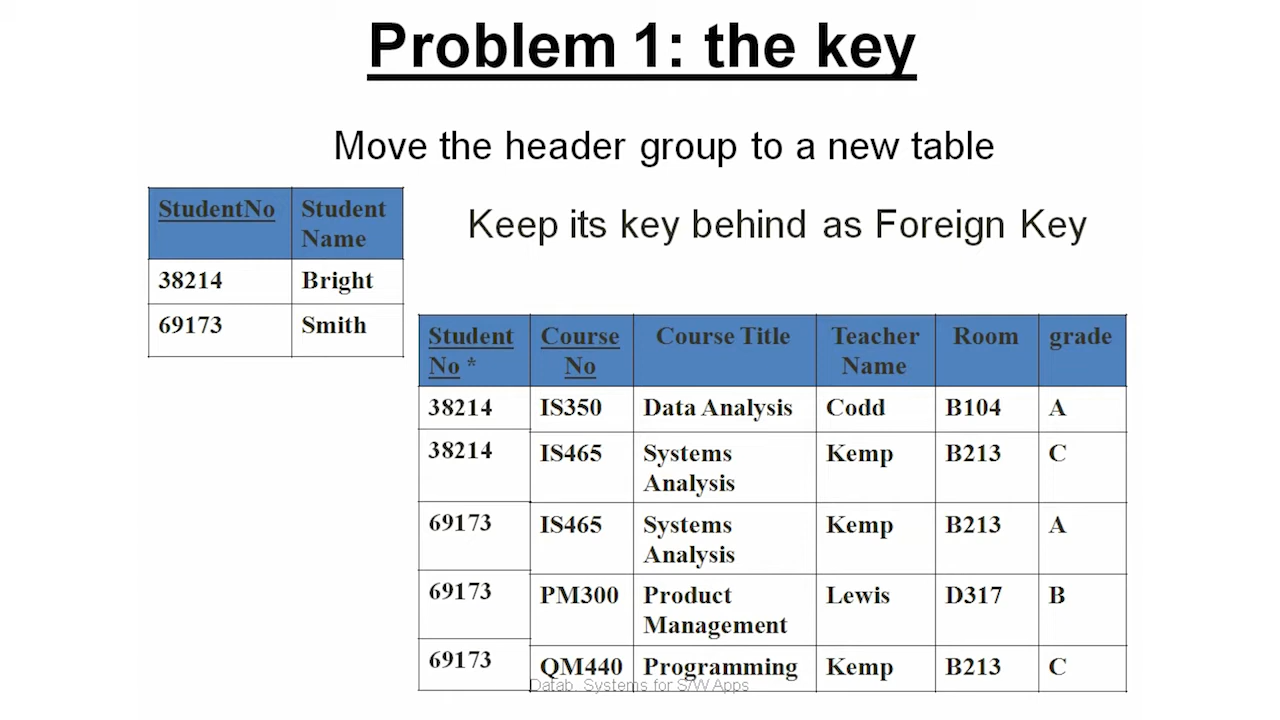 Problem 1: the key
Move the header group to a new table
Keep its key behind as Foreign Key
StudentNo Student
Name
38214 Bright
69173 Smith
Student Course Course Title Teacher Room grade
No * No Name
38214 IS350 Data Analysis Codd B104 A
38214 IS465 Systems Kemp B213 C
Analysis
69173 IS465 Systems Kemp B213 A
Analysis
69173 PM300 Product Lewis D317 B
Management
69173 QM440 Programming Kemp B213 C
Datab. Systems for S/W Apps